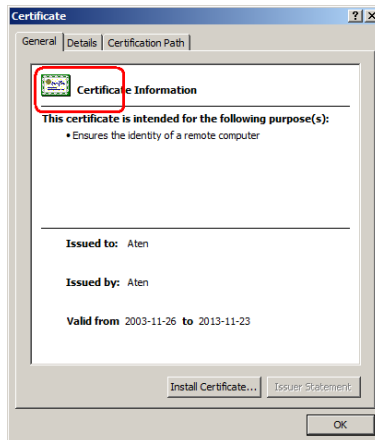 Certificate
General Details Certification Path
Certificate Information
This certificate is intended for the following purpose(s):
• Ensures the identity of a remote computer
Issued to: Aten
Issued by: Aten
Valid from 2003-11-26 to 2013-11-23
Install Certificate... Issuer Statement
OK